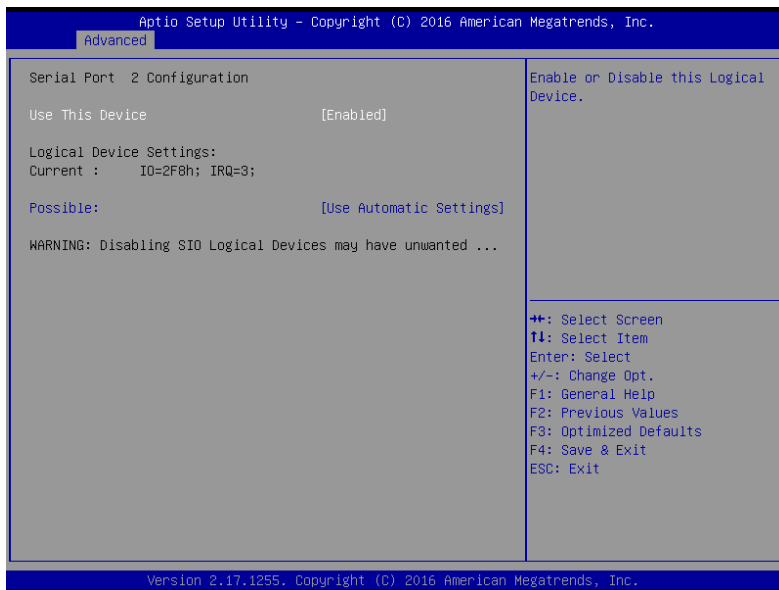 Aptio Setup Utility – Copyright (C) 2016 American Megatrends, Inc.
Advanced
Serial Port 2 Configuration
Use This Device [Enabled]
Logical Device Settings:
Current : IO=2F8h; IRQ=3;
Possible: [Use Automatic Settings]
WARNING: Disabling SIO Logical Devices may have unwanted ...
Enable or Disable this Logical
Device.
→←: Select Screen
↑↓: Select Item
Enter: Select
+/-: Change Opt.
F1: General Help
F2: Previous Values
F3: Optimized Defaults
F4: Save & Exit
ESC: Exit
Version 2.17.1255. Copyright (C) 2016 American Megatrends, Inc.